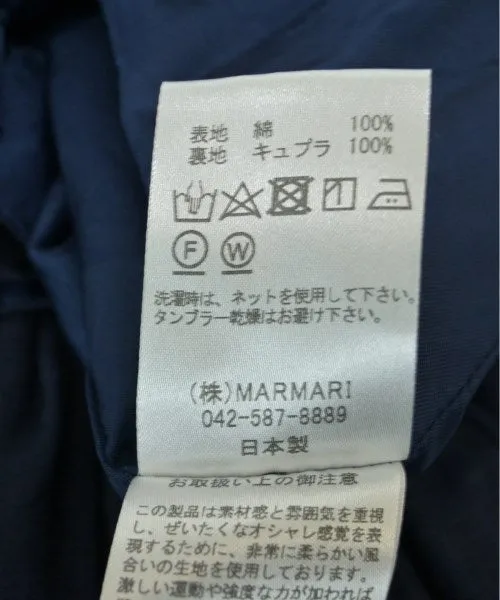 表地 綿 100%
裏地 キュプラ 100%
F W
洗濯時は、ネットを使用して下さい。
タンブラー乾燥はお避け下さい。
(株)MARMARI
042-587-8889
日本製
お取扱い上の御注意
この製品は素材感と雰囲気を重視
し、ぜいたくなオシャレ感覚を表
現するために、非常に柔らかい風
合いの生地を使用しております。
激しい運動や強度な力が加われば